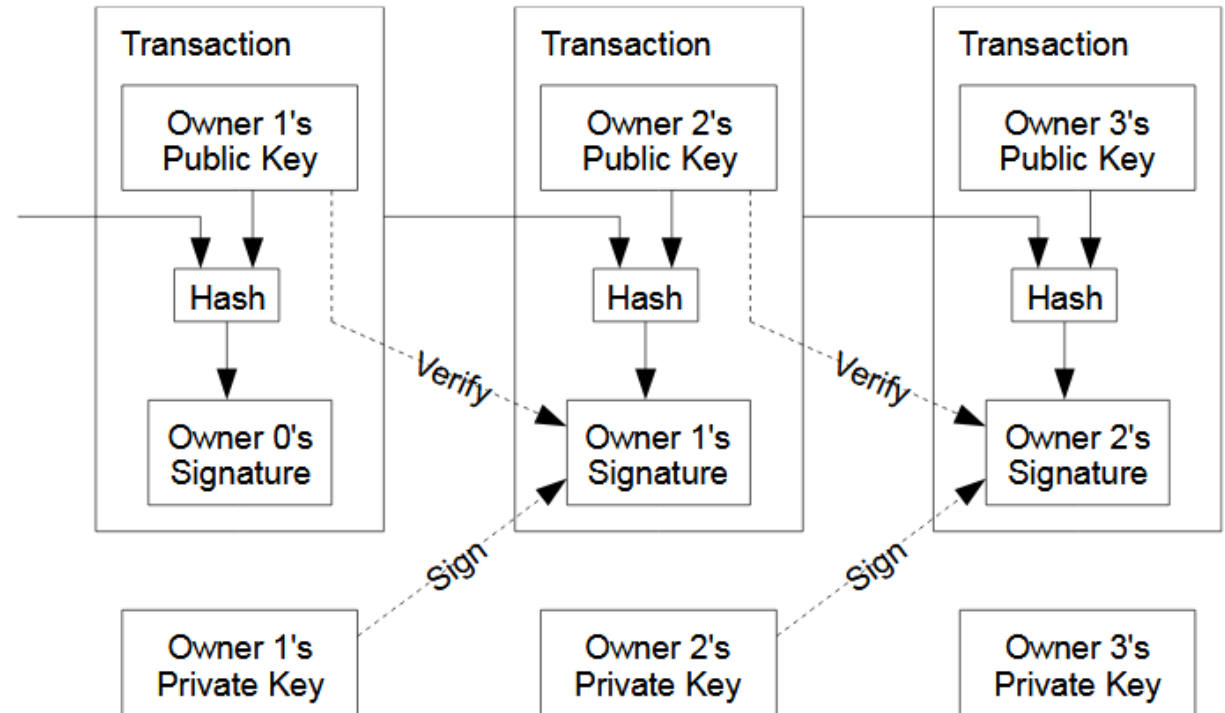 Transaction
Transaction
Transaction
Owner 1's
Public Key
Owner 2's
Public Key
Owner 3's
Public Key
Hash
Hash
Hash
Verify
Verify
Owner 0's
Signature
Owner 1's
Signature
Owner 2's
Signature
Sign
Sign
Owner 1's
Private Key
Owner 2's
Private Key
Owner 3's
Private Key